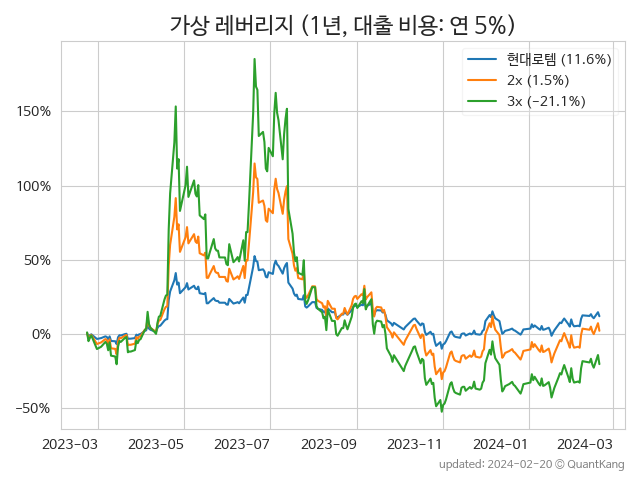 가상 레버리지 (1년, 대출 비용: 연 5%)
현대로템 (11.6%)
2x (1.5%)
3x (−21.1%)
150%
100%
50%
0%
−50%
2023−03 2023−05 2023−07 2023−09 2023−11 2024−01 2024−03
updated: 2024-02-20 © QuantKang